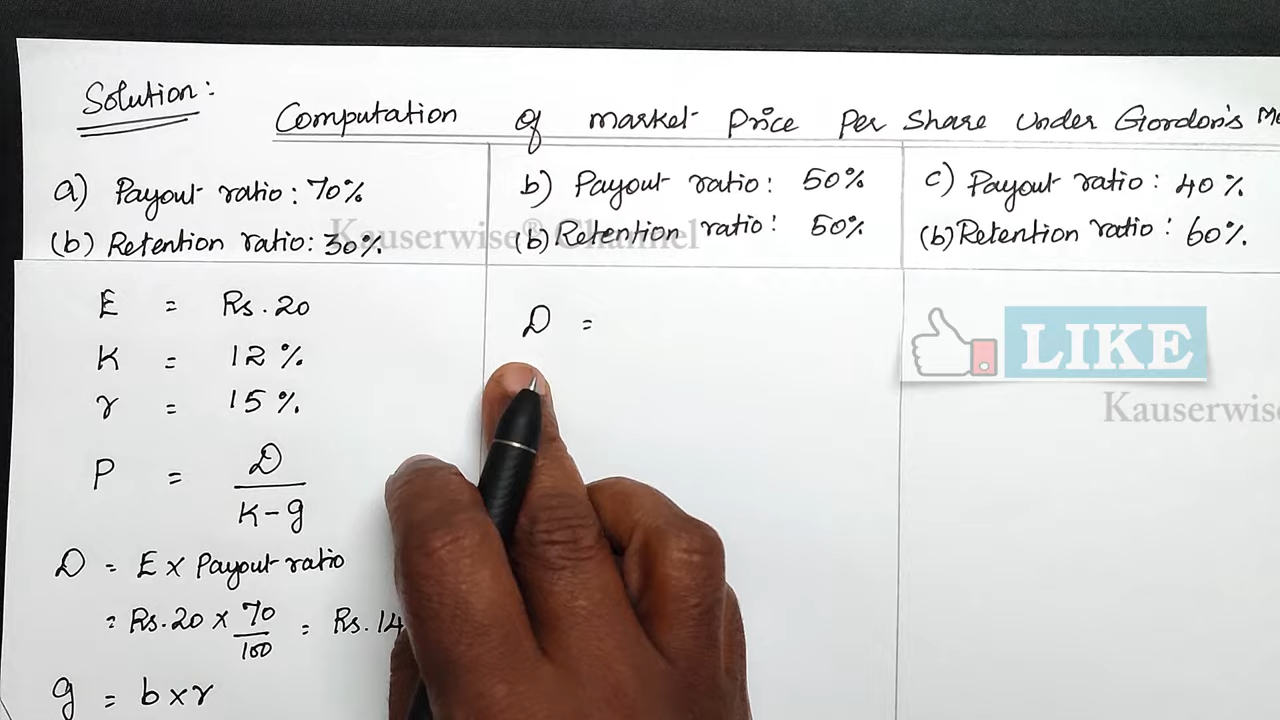 Solution:
Computation of market Price Per Share Under Gordon's
a) Payout ratio: 70%
(b) Retention ratio: 30%
b) Payout ratio: 50%
(b) Retention ratio: 50%
c) Payout ratio: 40%
(b) Retention ratio: 60%.
Kauserwise® Channel
E = Rs. 20
K = 12%
r = 15%
P = D / K-g
D = E x Payout ratio
= Rs. 20 x 70/100 = Rs. 14
g = b x r
D =
LIKE
Kauserwise